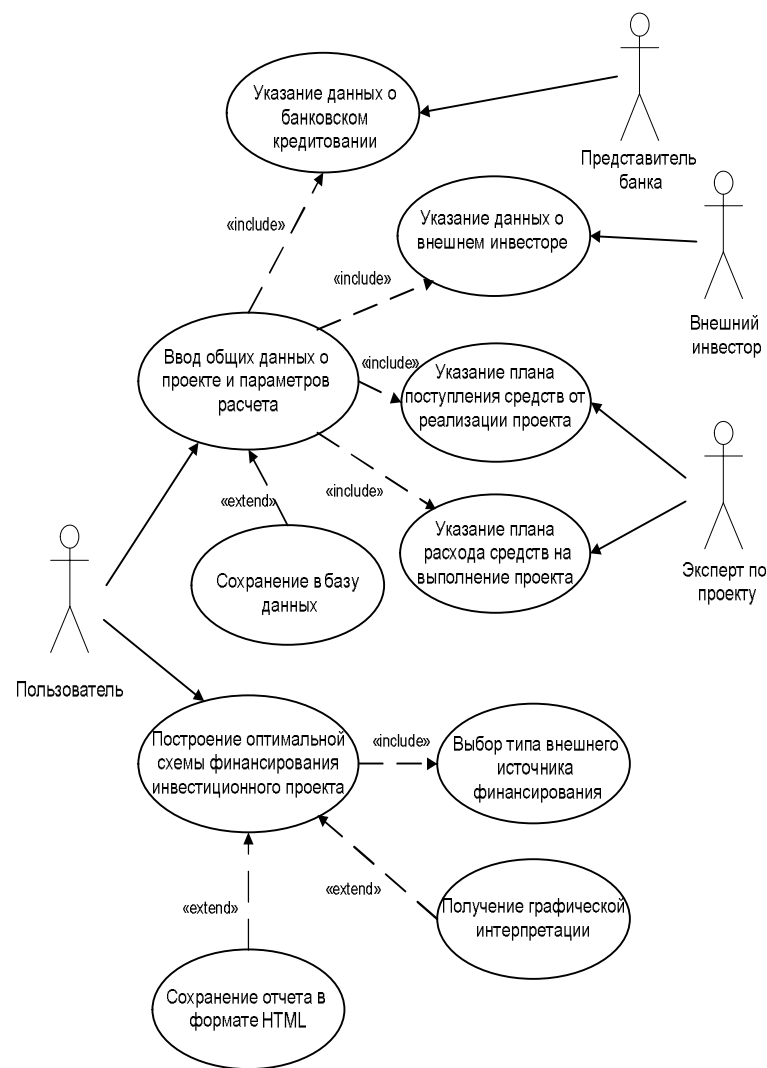 Указание данных о
банковском
кредитовании
Представитель
банка
«include»
Указание данных о
внешнем инвесторе
«include»
Внешний
инвестор
Ввод общих данных о
проекте и параметров
расчета
«include»
Указание плана
поступления средств от
реализации проекта
«include»
«extend»
Указание плана
расхода средств на
выполнение проекта
Эксперт по
проекту
Сохранение в базу
данных
Пользователь
Построение оптимальной
схемы финансирования
инвестиционного проекта
«include»
Выбор типа внешнего
источника
финансирования
«extend»
«extend»
Получение графической
интерпретации
Сохранение отчета в
формате HTML